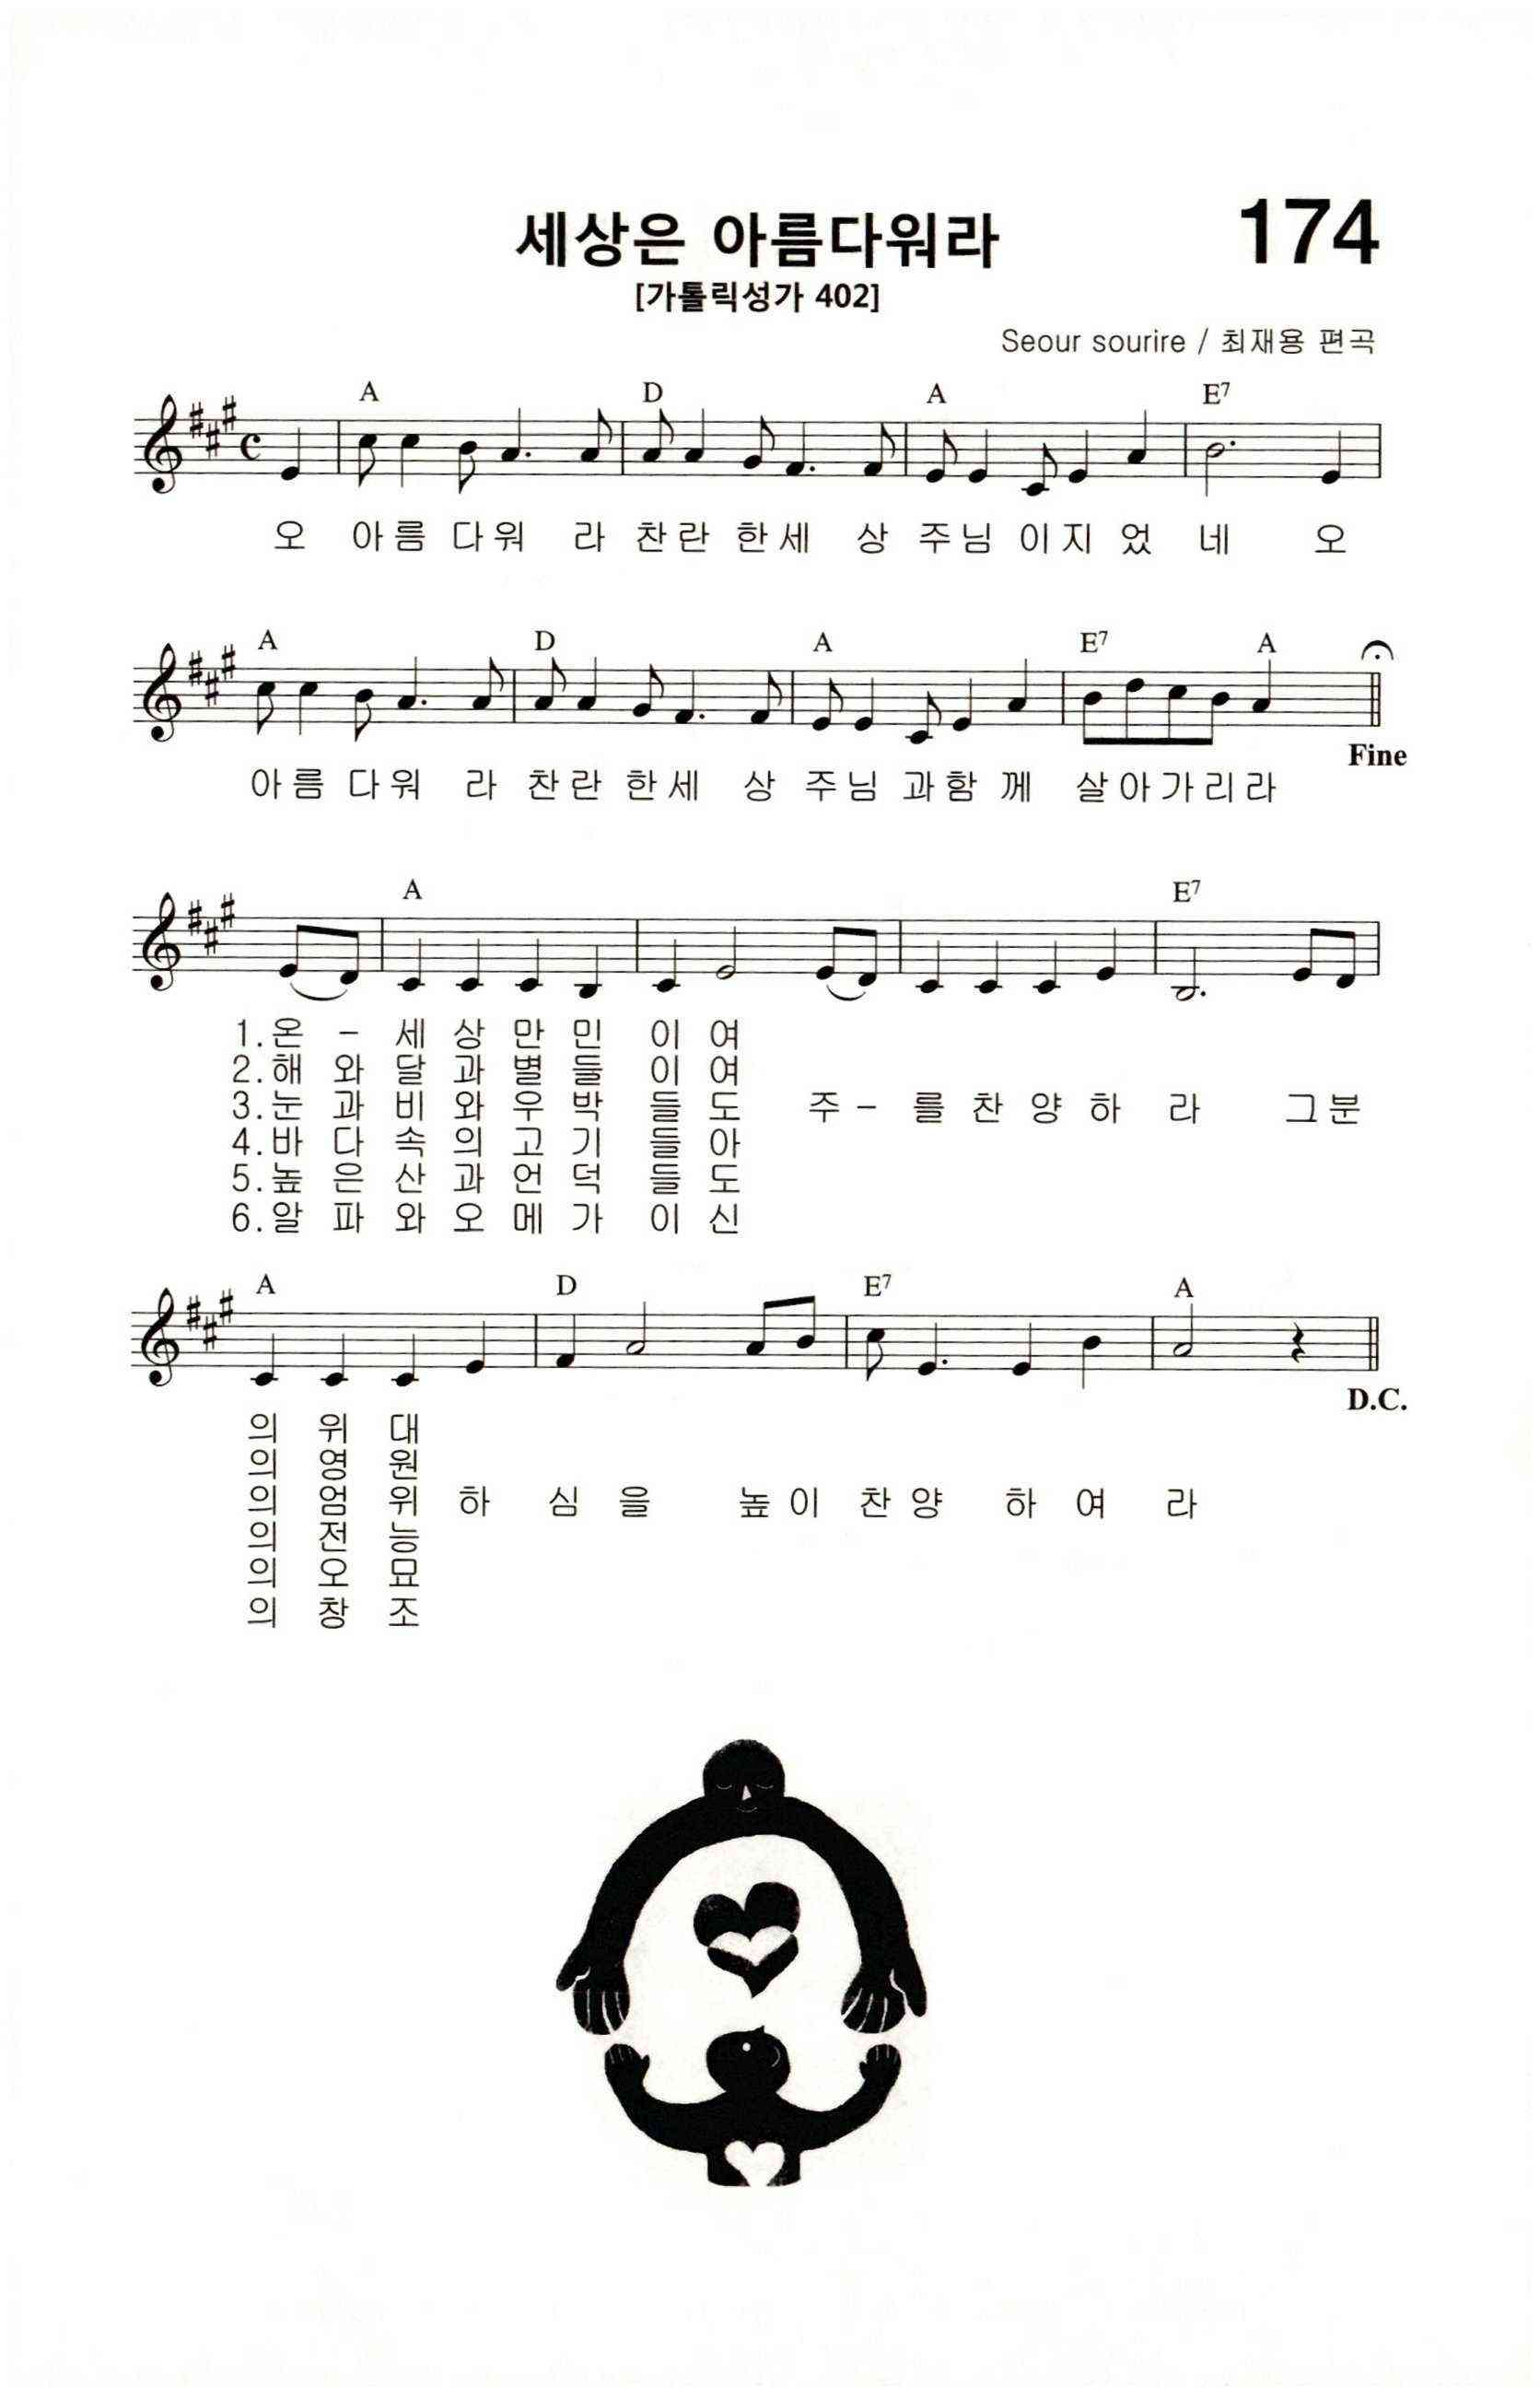 세상은 아름다워라
174
[가톨릭성가 402]
Seour sourire / 최재용 편곡
A D A E7
오 아름 다워 라 찬란 한세 상 주님 이지 었 네 오
A D A E7 A
Fine
아름 다워 라 찬란 한세 상 주님 과함 께 살아가리라
A E7
1.온 - 세 상 만 민 이 여
2.해 와 달 과 별 들 이 여
3.눈 과 비 와 우 박 들 도 주 - 를 찬 양 하 라 그분
4.바 다 속 의 고 기 들 아
5.높 은 산 과 언 덕 들 도
6.알 파 와 오 메 가 이 신
A D E7 A
D.C.
의 위 대
의 영 원
의 엄 위 하 심 을 높 이 찬 양 하 여 라
의 전 능
의 오 묘
의 창 조